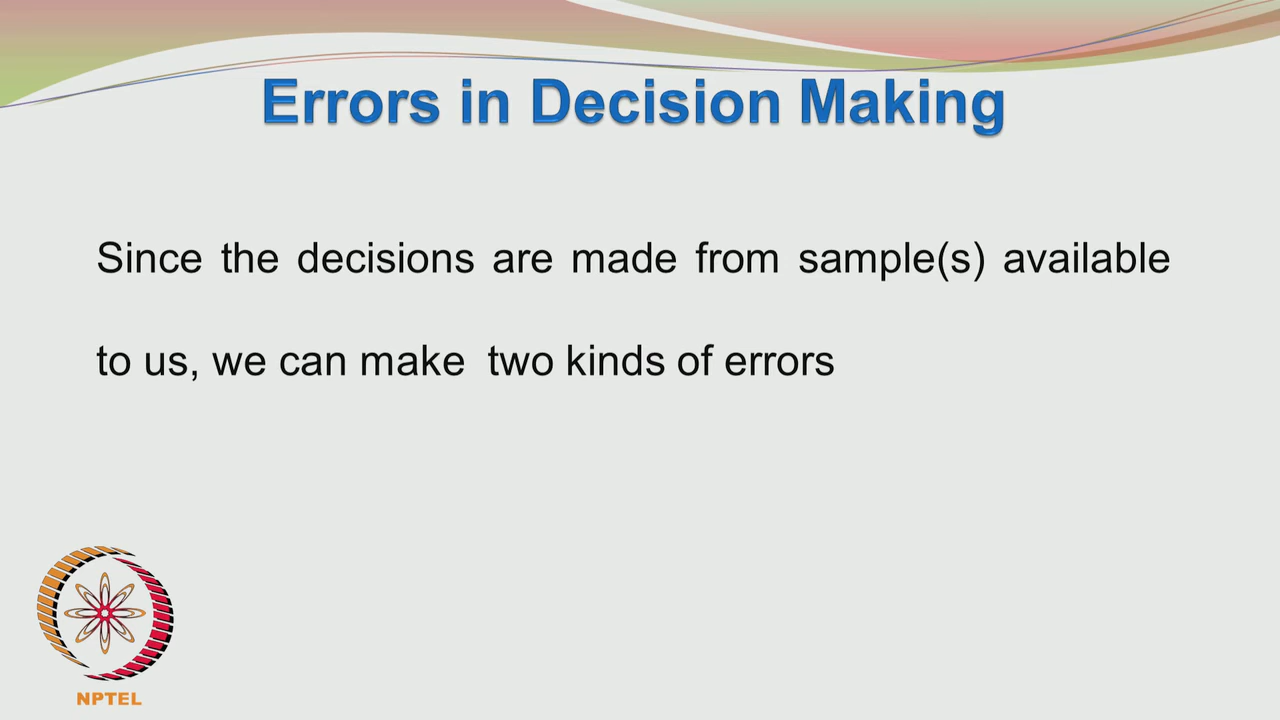 Errors in Decision Making
Since the decisions are made from sample(s) available
to us, we can make two kinds of errors
NPTEL